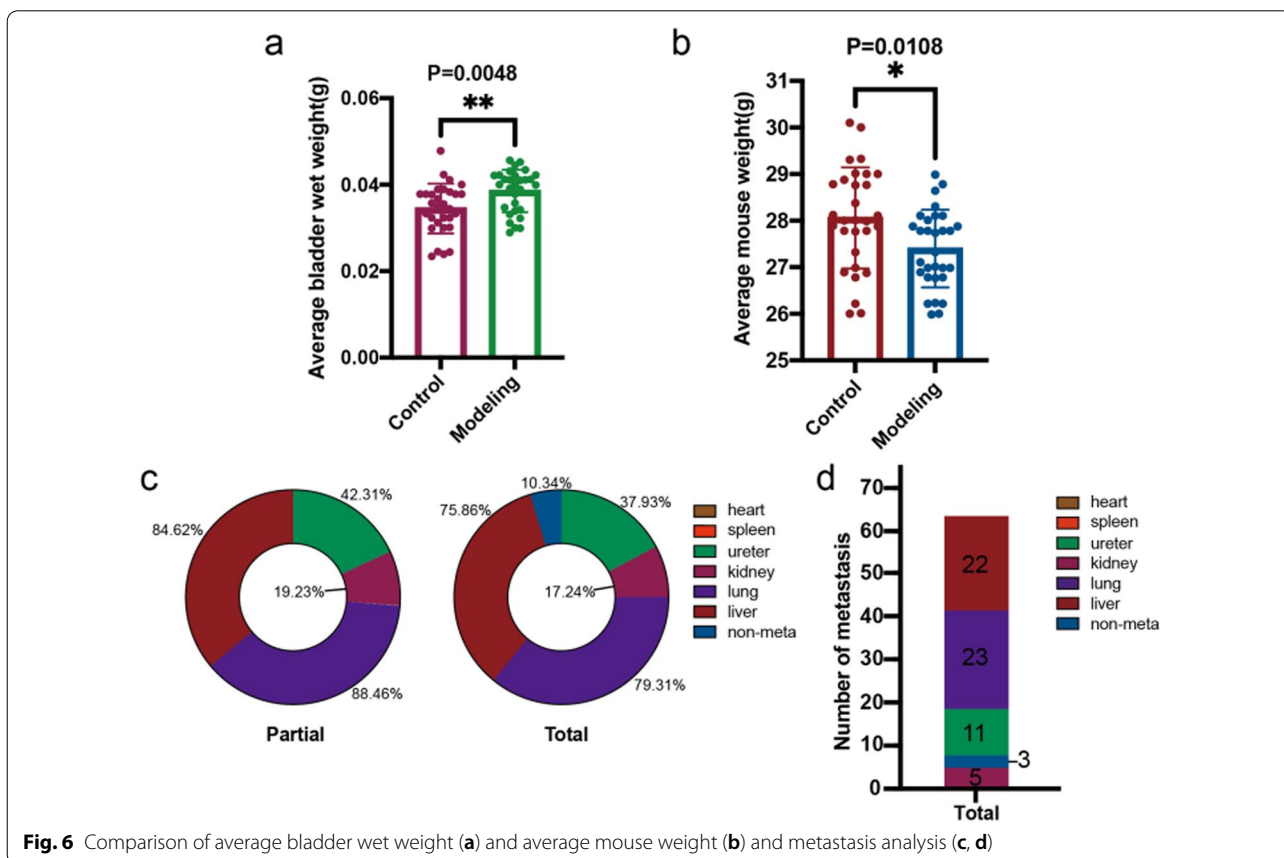 a
P=0.0048
**
Average bladder wet weight(g)
0.06
0.04
0.02
0.00
Control
Modeling
b
P=0.0108
*
Average mouse weight(g)
31
30
29
28
27
26
25
Control
Modeling
c
84.62%
42.31%
19.23%
88.46%
Partial
75.86%
10.34%
37.93%
17.24%
79.31%
Total
heart
spleen
ureter
kidney
lung
liver
non-meta
d
Number of metastasis
70
60
50
40
30
20
10
0
22
23
11
3
5
Total
heart
spleen
ureter
kidney
lung
liver
non-meta
Fig. 6 Comparison of average bladder wet weight (a) and average mouse weight (b) and metastasis analysis (c, d)